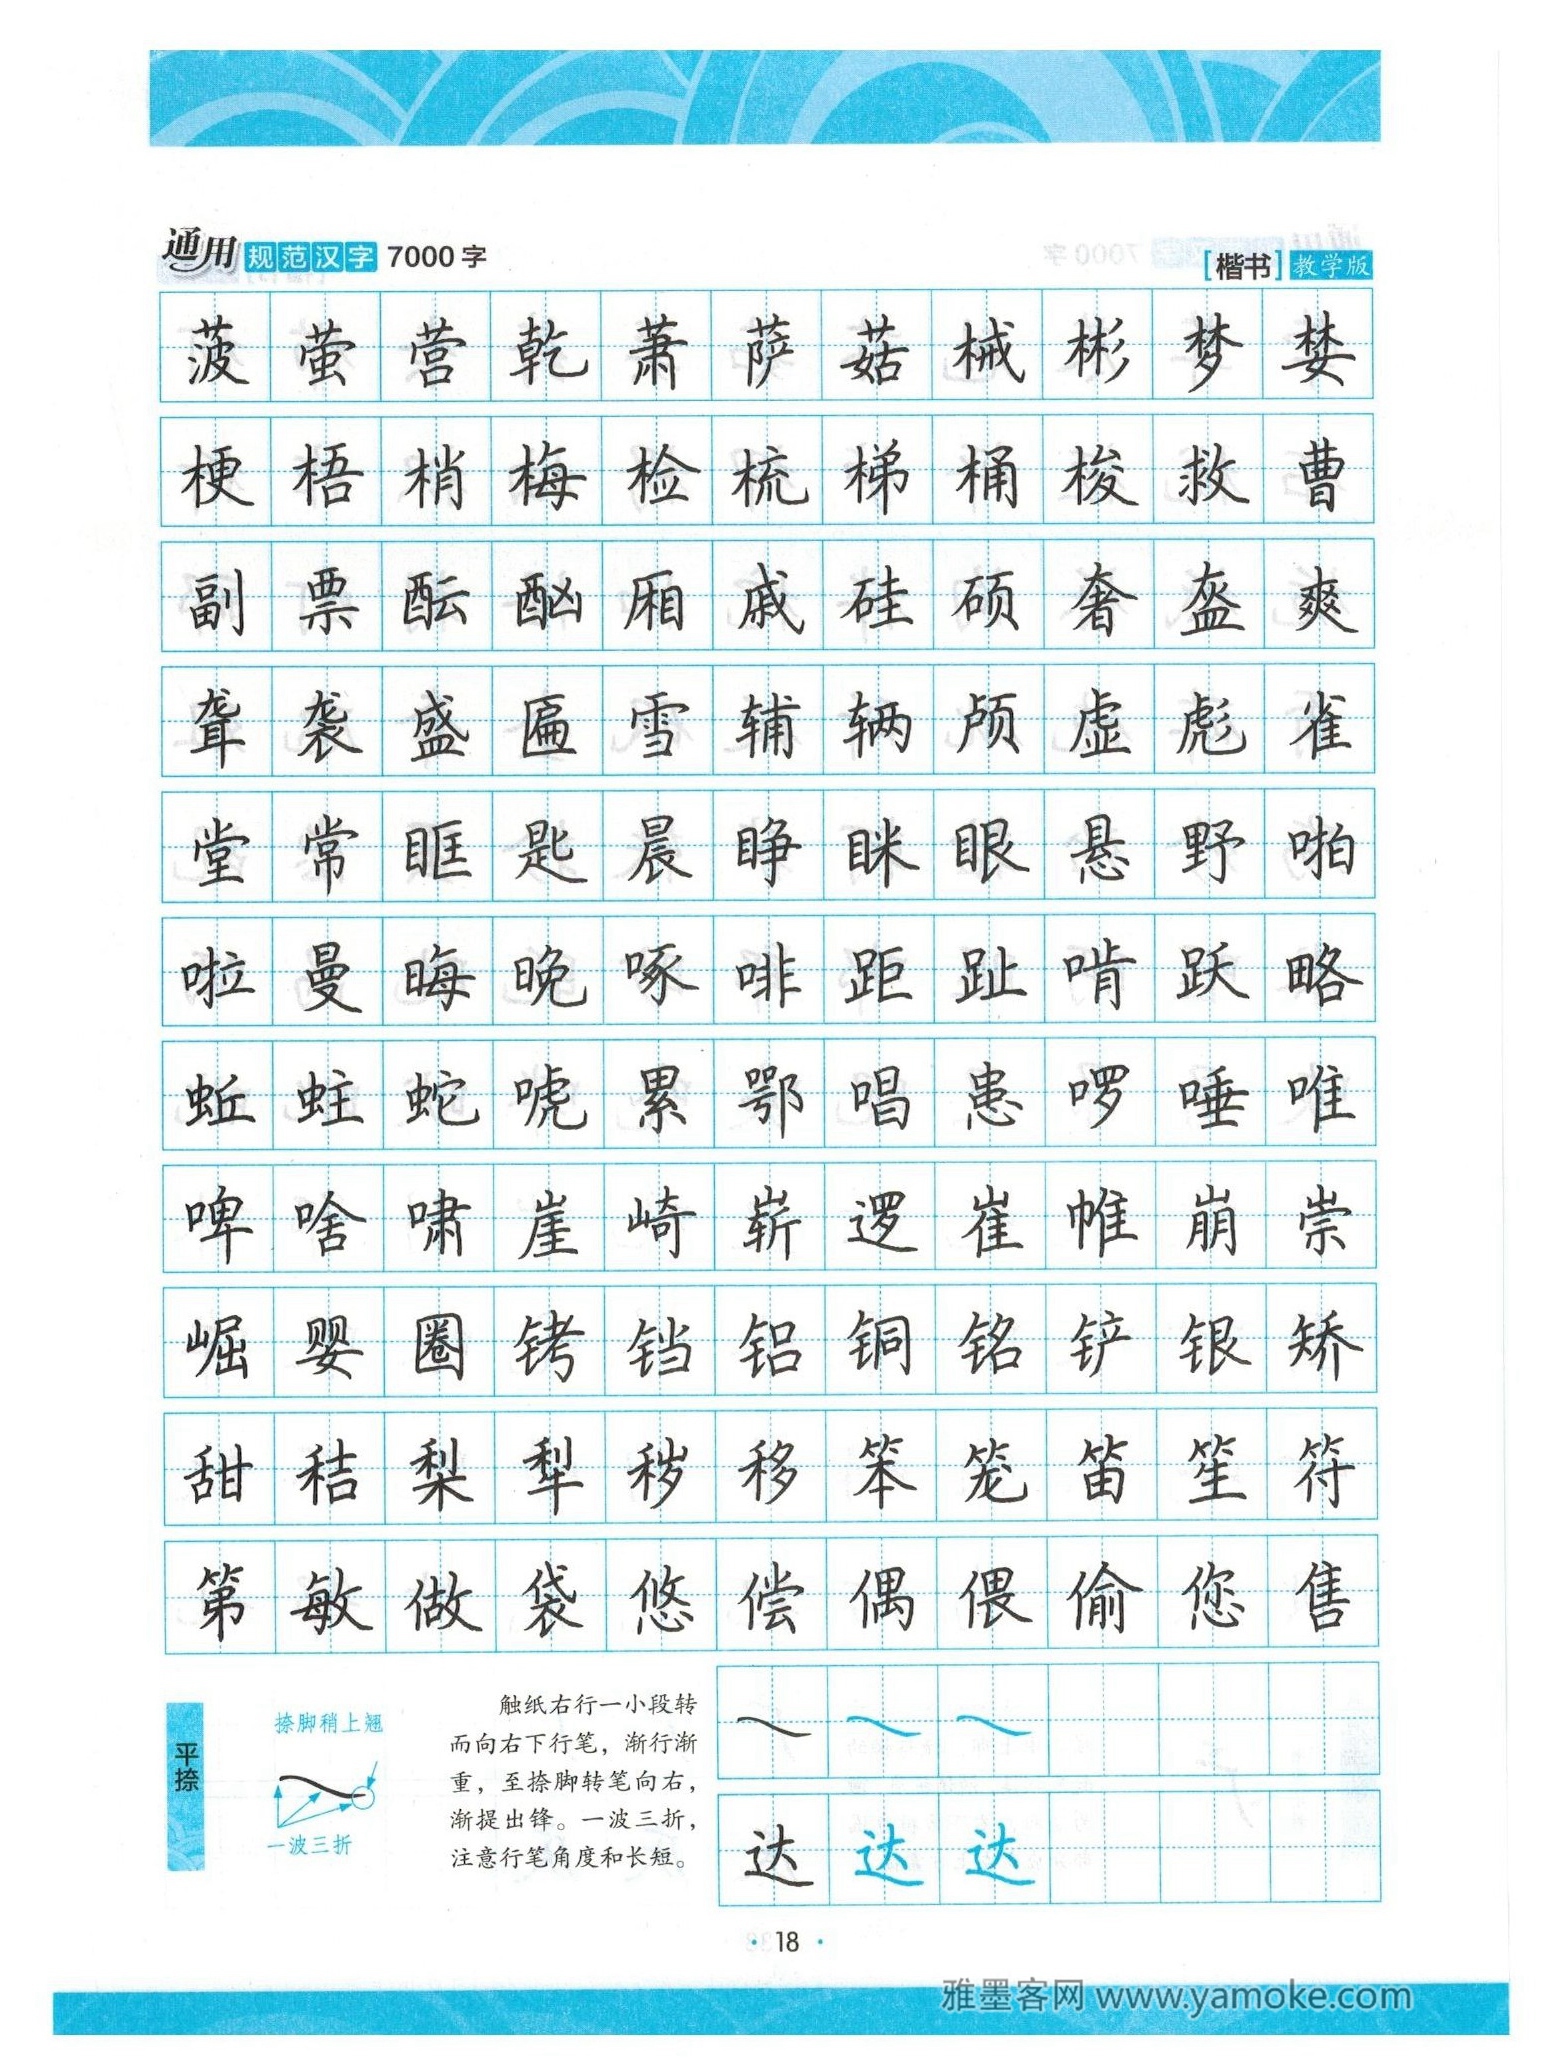 通用规范汉字 7000 字
[楷书] 教学版
菠萤营乾萧萨菇械彬梦婪
梗梧梢梅检梳梯桶梭救曹
副票酝酗厢戚硅硕奢盔爽
聋袭盛匾雪辅辆颅虚彪雀
堂常眶匙晨睁眯眼悬野啪
啦曼晦晚啄啡距趾啃跃略
蚯蛀蛇唬累鄂唱患啰唾唯
啤啥啸崖崎崭逻崔帷崩崇
崛婴圈铐铛铝铜铭铲银矫
甜秸梨犁秽移笨笼笛笙符
第敏做袋悠偿偶偎偷您售
平捺
捺脚稍上翘
一波三折
触纸右行一小段转
而向右下行笔，渐行渐
重，至捺脚转笔向右，
渐提出锋。一波三折，
注意行笔角度和长短。
达达达
·18·
雅墨客网 www.yamoke.com